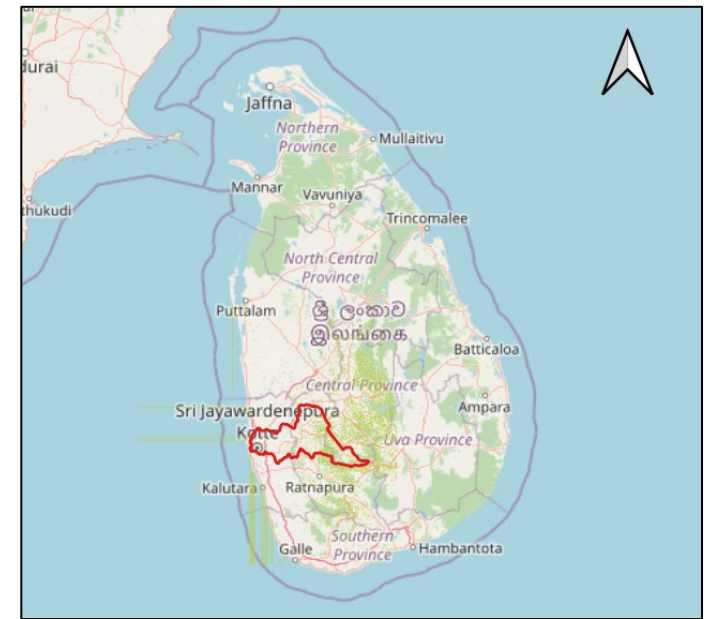 durai
Jaffna
Northern
Province
Mullaitivu
Mannar
Vavuniya
thukudi
Trincomalee
North Central
Province
Puttalam
ශ්‍රී ලංකාව
இலங்கை
Batticaloa
Central Province
Sri Jayawardenepura
Kotte
Ampara
Uva Province
Kalutara
Ratnapura
Southern
Province
Galle
Hambantota